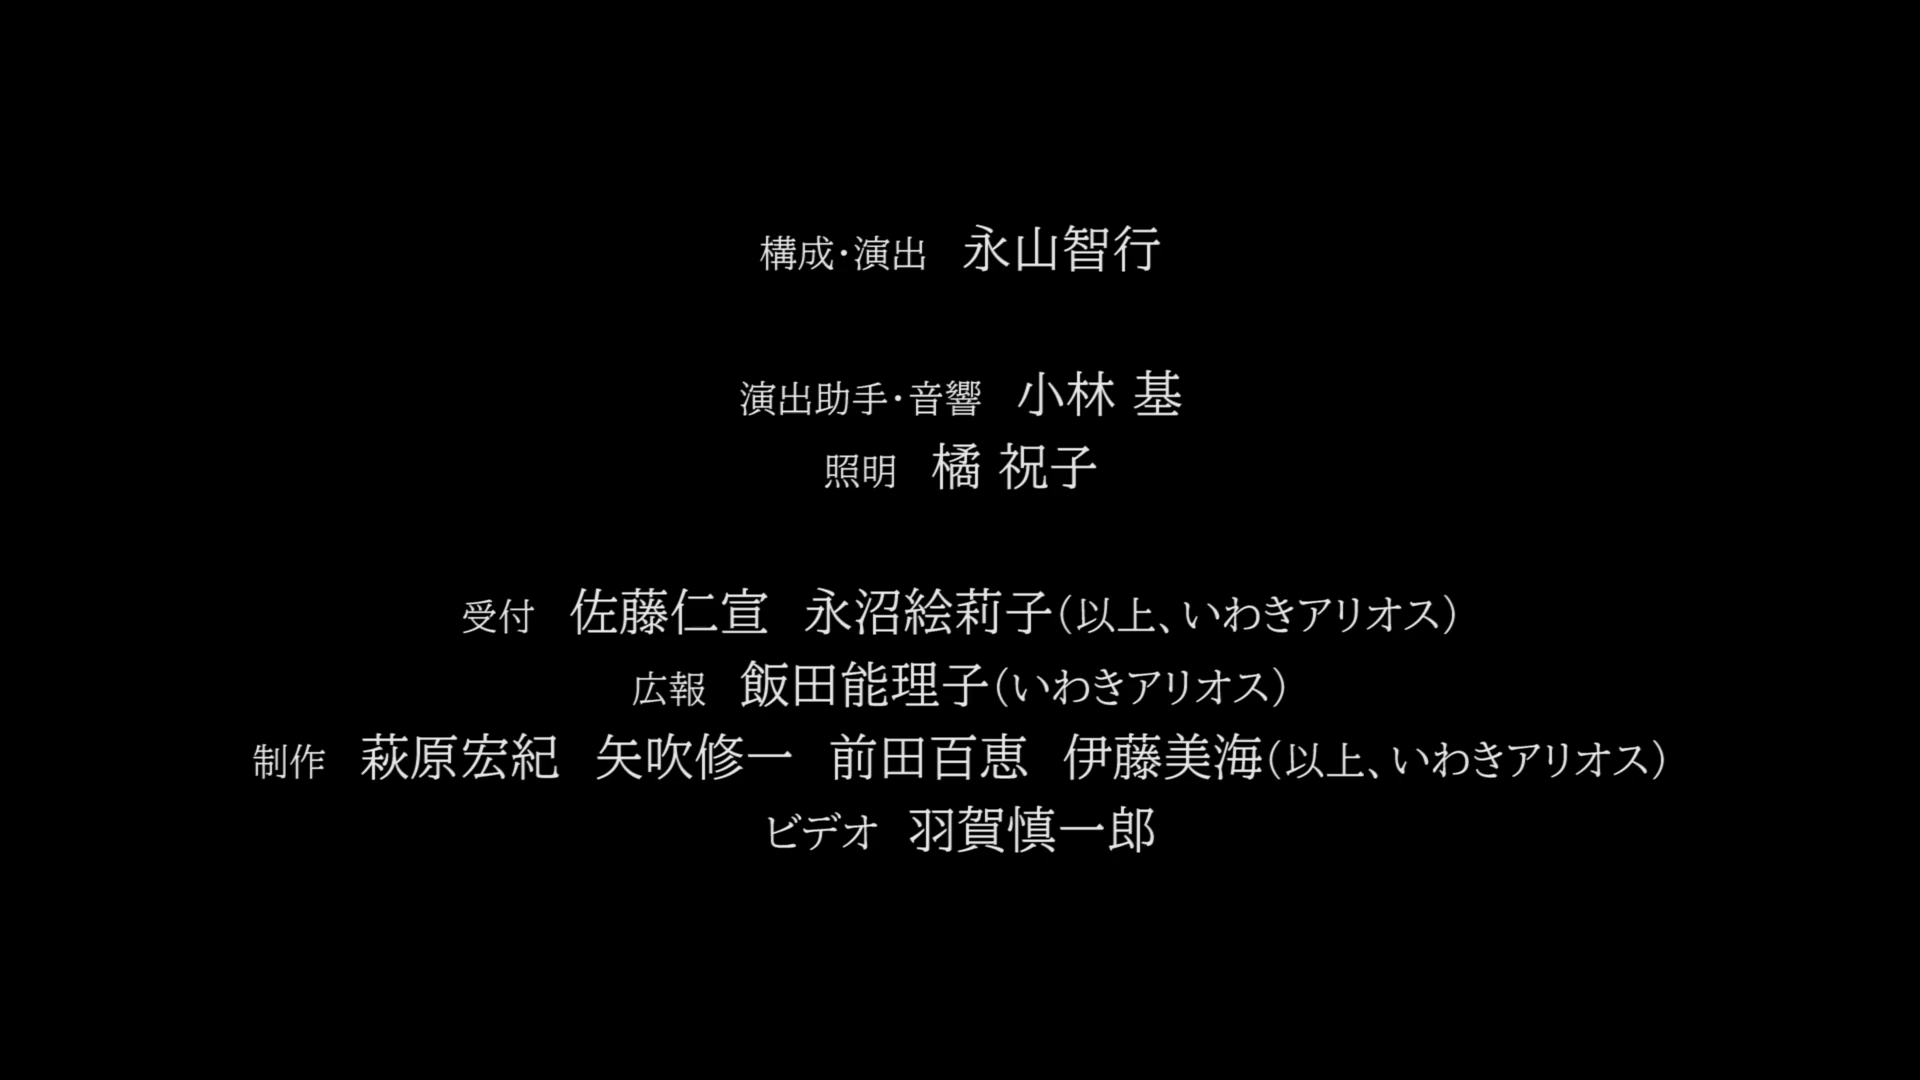 構成・演出　永山智行
演出助手・音響　小林 基
照明　橘 祝子
受付　佐藤仁宣　永沼絵莉子（以上、いわきアリオス）
広報　飯田能理子（いわきアリオス）
制作　萩原宏紀　矢吹修一　前田百恵　伊藤美海（以上、いわきアリオス）
ビデオ　羽賀慎一郎